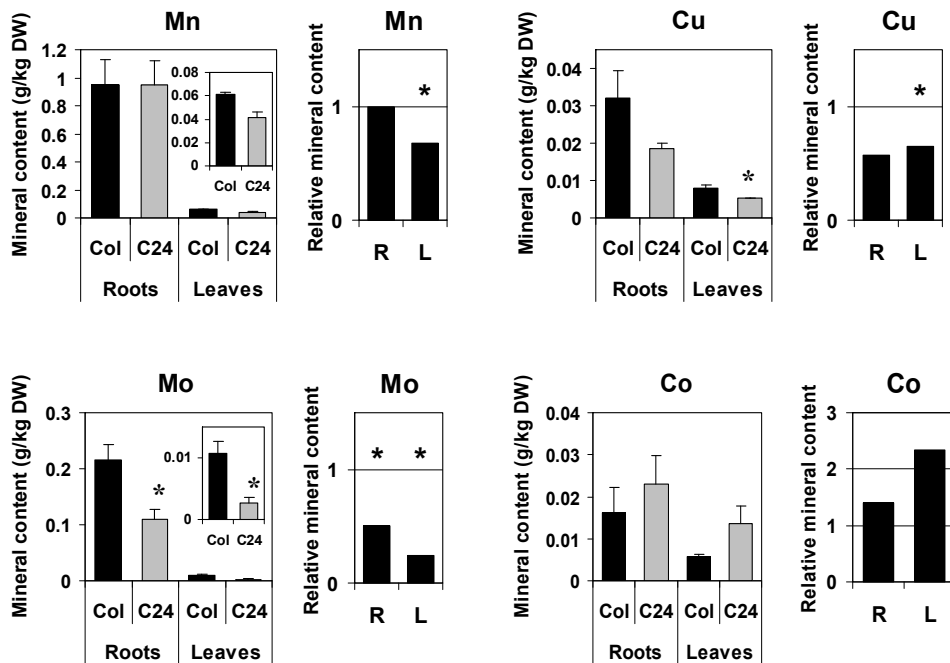 Mn
Mineral content (g/kg DW)
1.2
1
0.8
0.6
0.4
0.2
0
0.08
0.06
0.04
0.02
0
Col C24
Col C24 Col C24
Roots Leaves
Mn
Relative mineral content
1
0
*
R L
Cu
Mineral content (g/kg DW)
0.04
0.03
0.02
0.01
0
*
Col C24 Col C24
Roots Leaves
Cu
Relative mineral content
1
0
*
R L
Mo
Mineral content (g/kg DW)
0.3
0.2
0.1
0
*
0.01
0
*
Col C24
Col C24 Col C24
Roots Leaves
Mo
Relative mineral content
1
0
* *
R L
Co
Mineral content (g/kg DW)
0.04
0.03
0.02
0.01
0
Col C24 Col C24
Roots Leaves
Co
Relative mineral content
3
2
1
0
R L